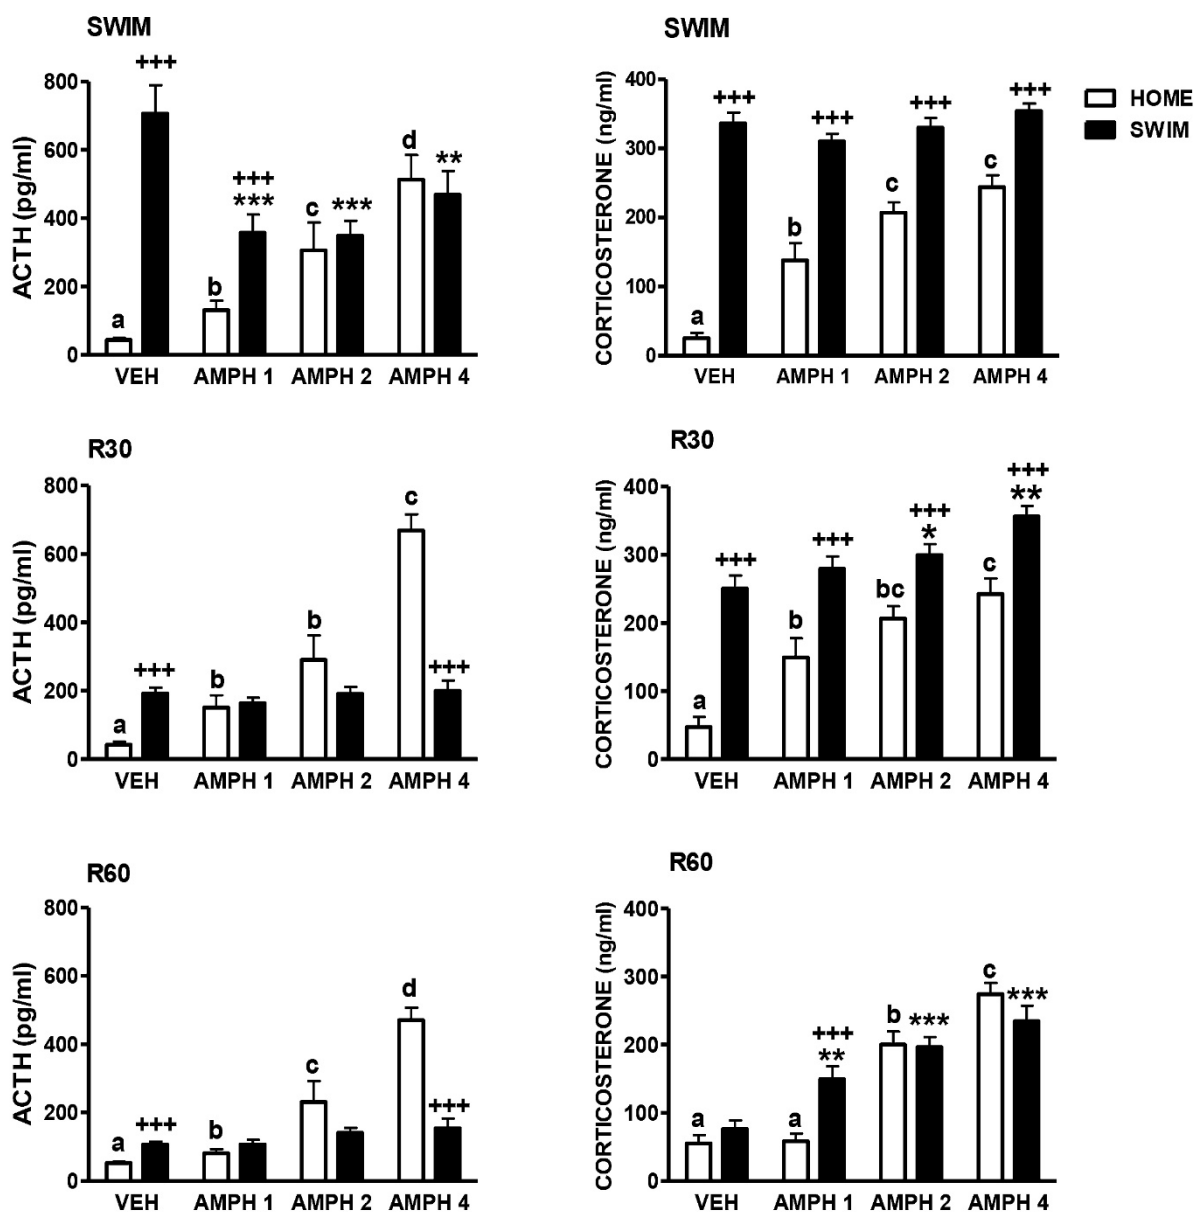 SWIM
+++
800
600
400
200
0
ACTH (pg/ml)
a
b
+++
***
c
***
d
**
VEH
AMPH 1
AMPH 2
AMPH 4
SWIM
400
300
200
100
0
CORTICOSTERONE (ng/ml)
a
+++
b
+++
c
+++
c
+++
VEH
AMPH 1
AMPH 2
AMPH 4
HOME
SWIM
R30
800
600
400
200
0
ACTH (pg/ml)
a
+++
b
b
c
+++
VEH
AMPH 1
AMPH 2
AMPH 4
R30
400
300
200
100
0
CORTICOSTERONE (ng/ml)
a
+++
b
+++
bc
+++
*
c
+++
**
VEH
AMPH 1
AMPH 2
AMPH 4
R60
800
600
400
200
0
ACTH (pg/ml)
a
+++
b
c
d
+++
VEH
AMPH 1
AMPH 2
AMPH 4
R60
400
300
200
100
0
CORTICOSTERONE (ng/ml)
a
a
+++
**
b
***
c
***
VEH
AMPH 1
AMPH 2
AMPH 4